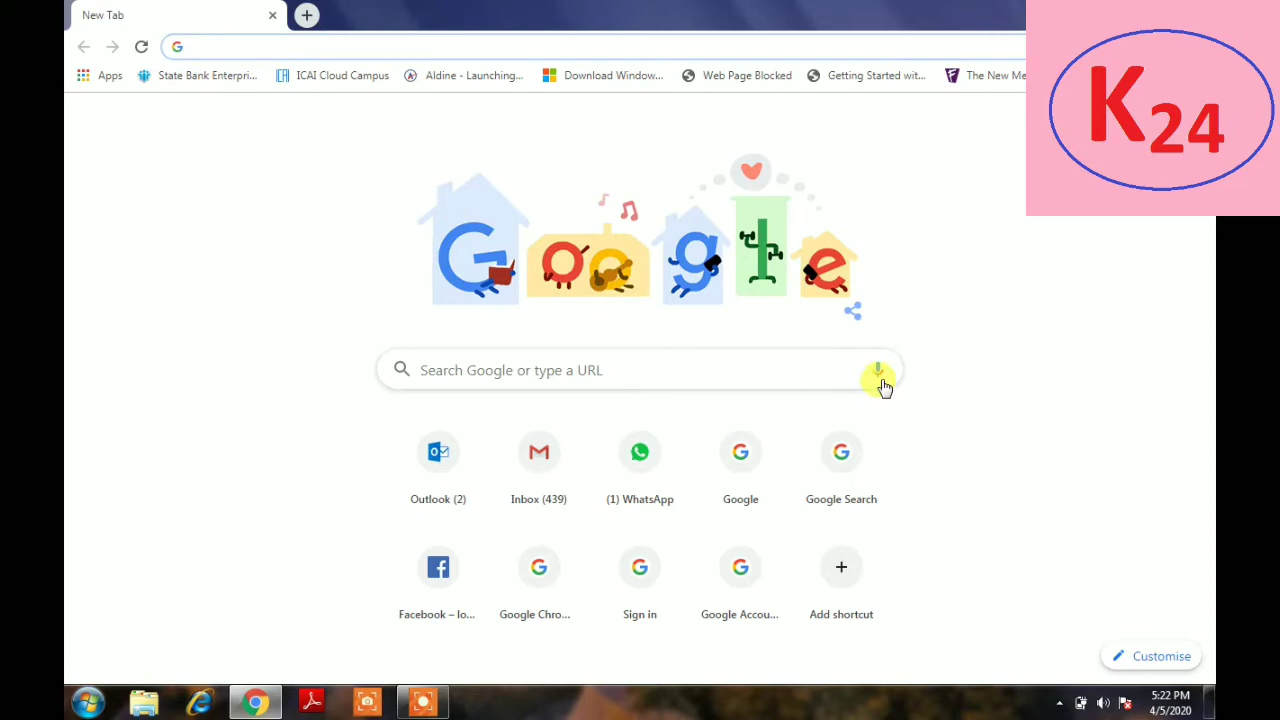 New Tab
Apps State Bank Enterpri... ICAI Cloud Campus Aldine - Launching... Download Window... Web Page Blocked Getting Started wit... The New Me
K24
Google
Search Google or type a URL
Outlook (2) Inbox (439) (1) WhatsApp Google Google Search
Facebook – lo... Google Chro... Sign in Google Accou... Add shortcut
Customise
5:22 PM
4/5/2020